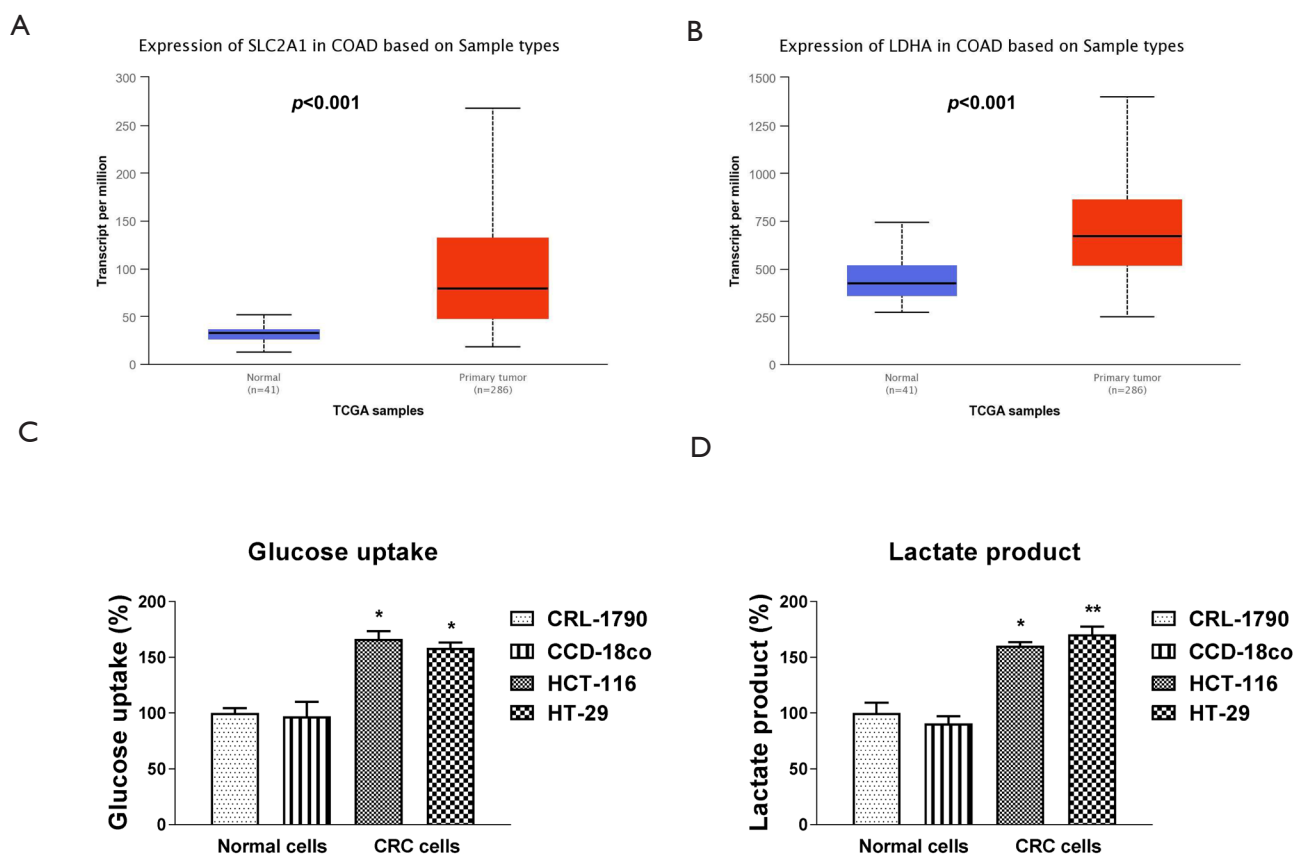 A
Expression of SLC2A1 in COAD based on Sample types
p<0.001
Transcript per million
300
250
200
150
100
50
0
Normal
(n=41)
Primary tumor
(n=286)
TCGA samples
B
Expression of LDHA in COAD based on Sample types
p<0.001
Transcript per million
1500
1250
1000
750
500
250
0
Normal
(n=41)
Primary tumor
(n=286)
TCGA samples
C
Glucose uptake
Glucose uptake (%)
200
150
100
50
0
*
*
Normal cells
CRC cells
CRL-1790
CCD-18co
HCT-116
HT-29
D
Lactate product
Lactate product (%)
200
150
100
50
0
*
**
Normal cells
CRC cells
CRL-1790
CCD-18co
HCT-116
HT-29